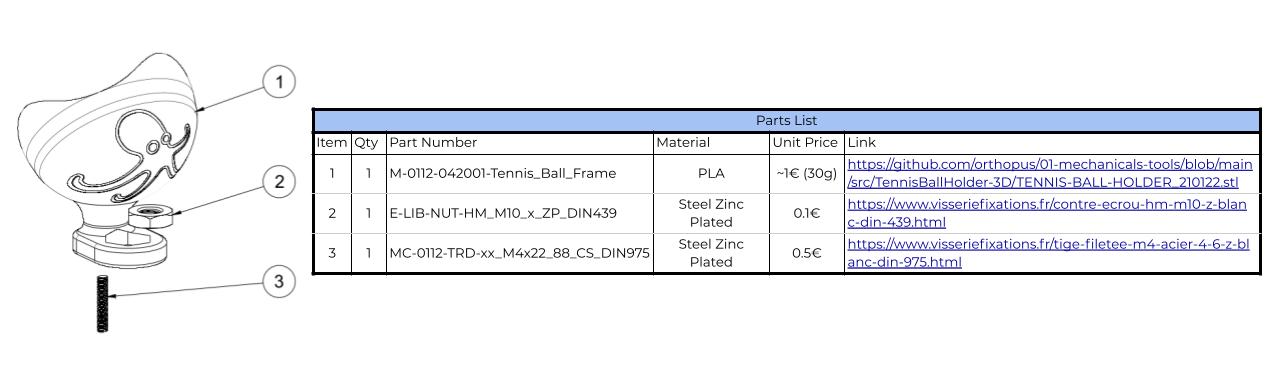 1
2
3
Parts List
Item Qty Part Number Material Unit Price Link
1 1 M-0112-042001-Tennis_Ball_Frame PLA ~1€ (30g) https://github.com/orthopus/01-mechanicals-tools/blob/main
/src/TennisBallHolder-3D/TENNIS-BALL-HOLDER_210122.stl
2 1 E-LIB-NUT-HM_M10_x_ZP_DIN439 Steel Zinc Plated 0.1€ https://www.visseriefixations.fr/contre-ecrou-hm-m10-z-blan
c-din-439.html
3 1 MC-0112-TRD-xx_M4x22_88_CS_DIN975 Steel Zinc Plated 0.5€ https://www.visseriefixations.fr/tige-filetee-m4-acier-4-6-z-bl
anc-din-975.html